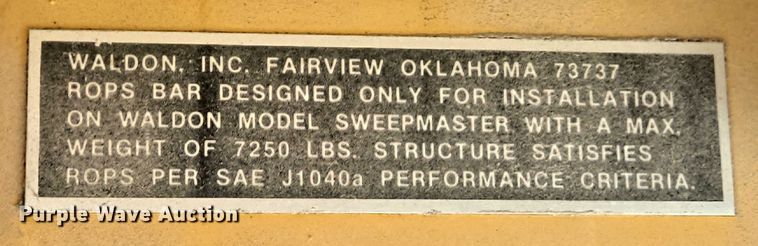 WALDON, INC. FAIRVIEW OKLAHOMA 73737
ROPS BAR DESIGNED ONLY FOR INSTALLATION
ON WALDON MODEL SWEEPMASTER WITH A MAX.
WEIGHT OF 7250 LBS. STRUCTURE SATISFIES
ROPS PER SAE J1040a PERFORMANCE CRITERIA.
Purple Wave Auction